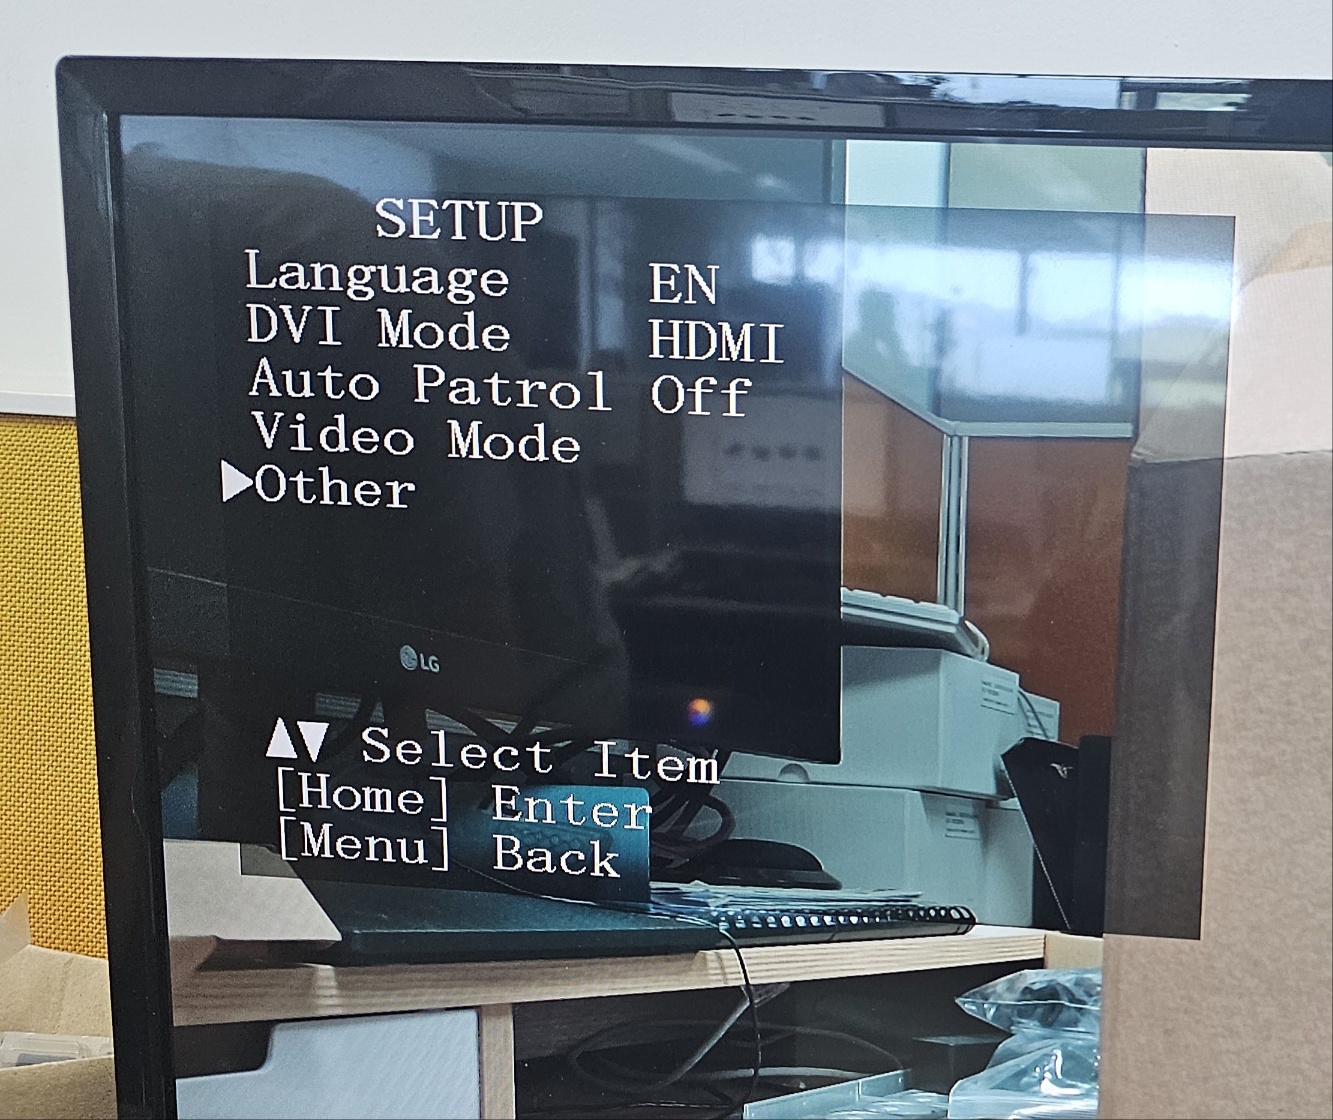 SETUP
Language EN
DVI Mode HDMI
Auto Patrol Off
Video Mode
▶Other
LG
▲▼ Select Item
[Home] Enter
[Menu] Back